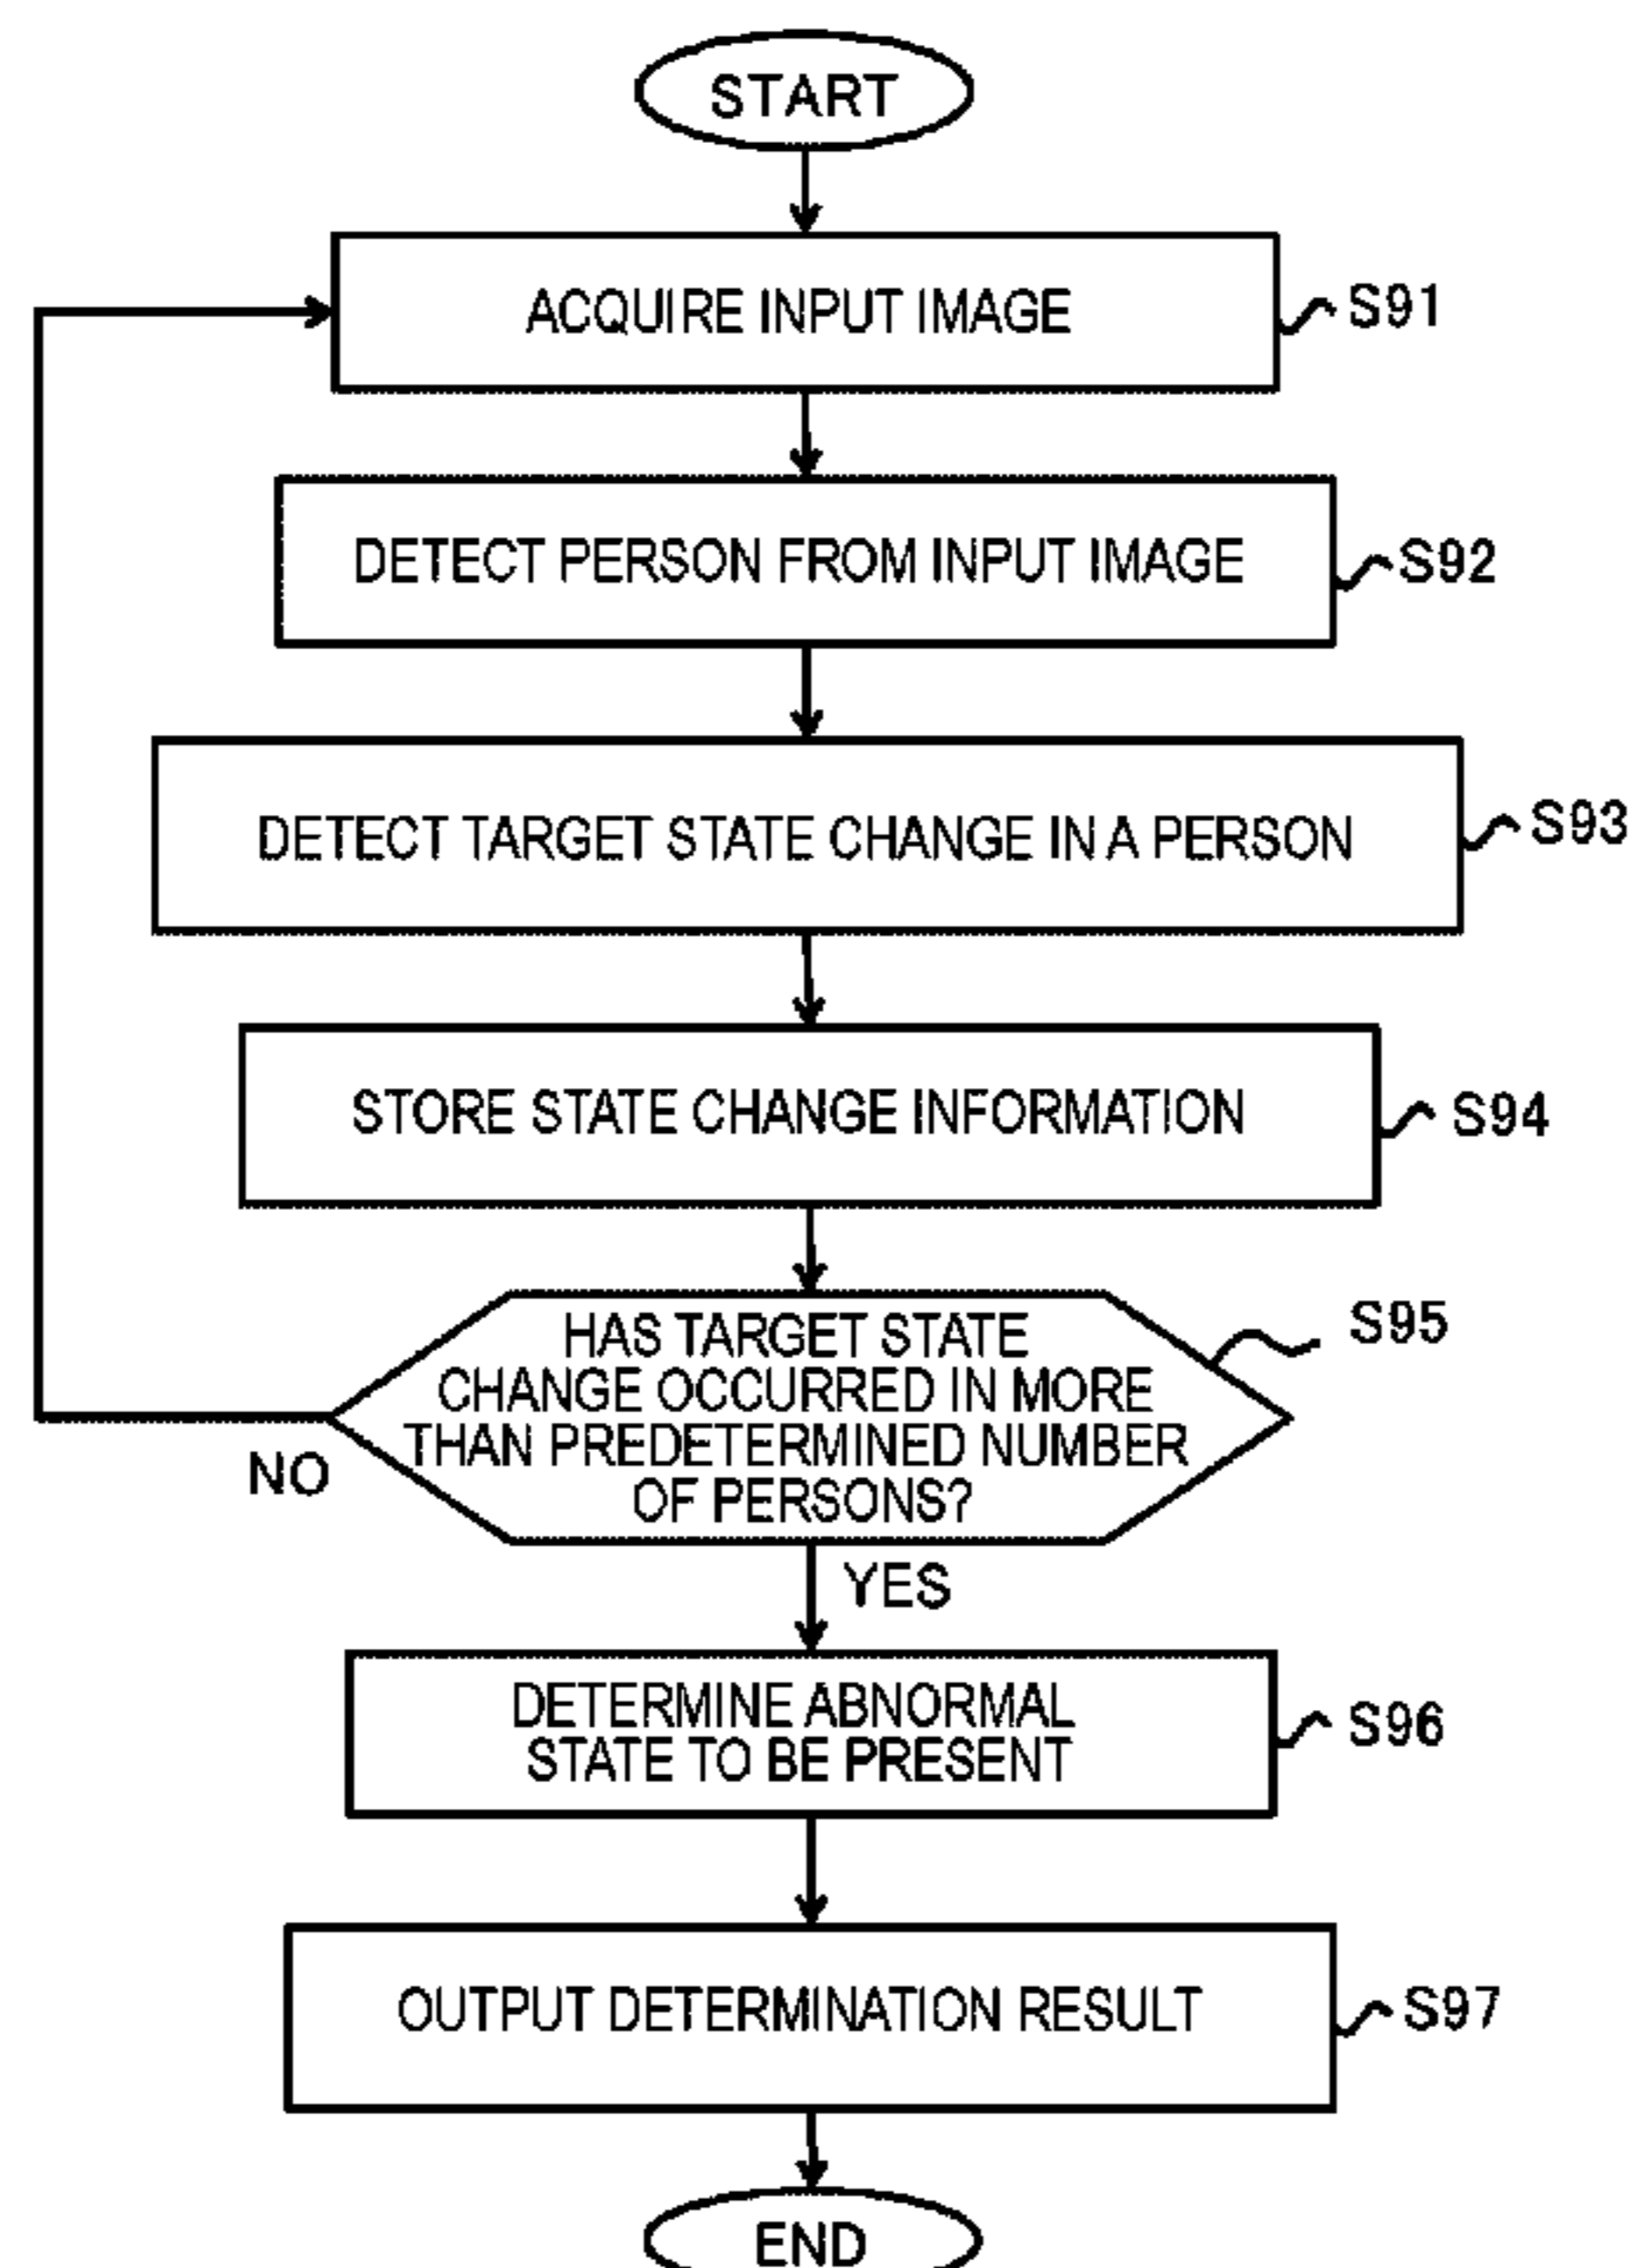 START
ACQUIRE INPUT IMAGE
S91
DETECT PERSON FROM INPUT IMAGE
S92
DETECT TARGET STATE CHANGE IN A PERSON
S93
STORE STATE CHANGE INFORMATION
S94
HAS TARGET STATE
CHANGE OCCURRED IN MORE
THAN PREDETERMINED NUMBER
OF PERSONS?
S95
NO
YES
DETERMINE ABNORMAL
STATE TO BE PRESENT
S96
OUTPUT DETERMINATION RESULT
S97
END